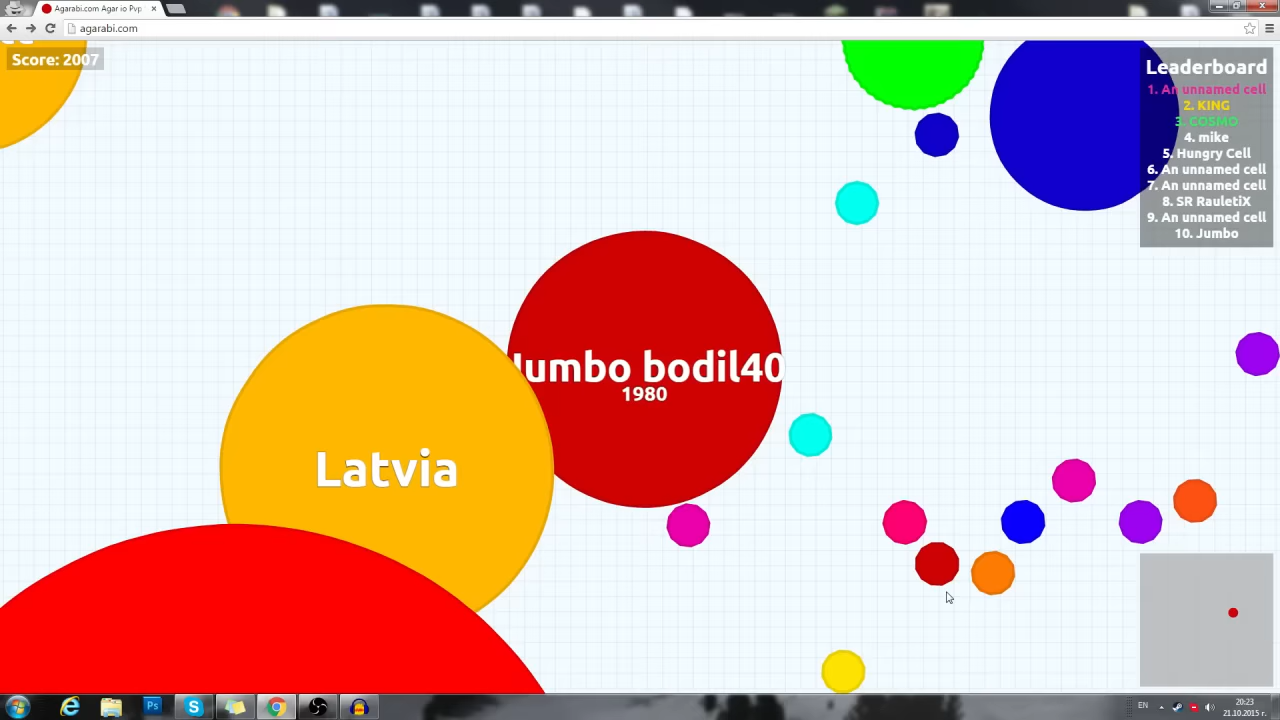 Agarabi.com Agar io Pvp
agarabi.com
Score: 2007
Leaderboard
1. An unnamed cell
2. KING
3. COSMO
4. mike
5. Hungry Cell
6. An unnamed cell
7. An unnamed cell
8. SR RauletiX
9. An unnamed cell
10. Jumbo
Jumbo bodil40
1980
Latvia
Ps
EN
20:23
21.10.2015 г.